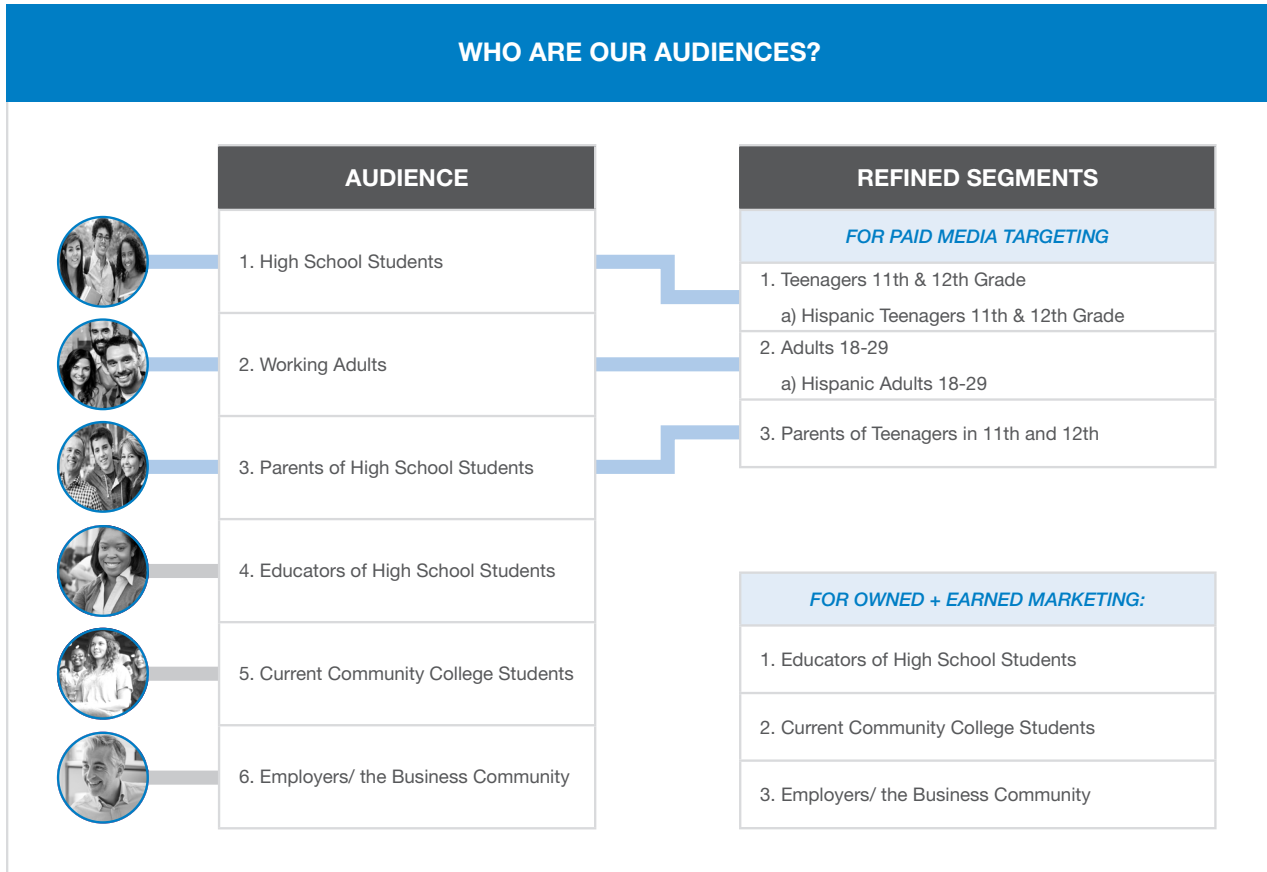 WHO ARE OUR AUDIENCES?
AUDIENCE
1. High School Students
2. Working Adults
3. Parents of High School Students
4. Educators of High School Students
5. Current Community College Students
6. Employers/ the Business Community
REFINED SEGMENTS
FOR PAID MEDIA TARGETING
1. Teenagers 11th & 12th Grade
a) Hispanic Teenagers 11th & 12th Grade
2. Adults 18-29
a) Hispanic Adults 18-29
3. Parents of Teenagers in 11th and 12th
FOR OWNED + EARNED MARKETING:
1. Educators of High School Students
2. Current Community College Students
3. Employers/ the Business Community